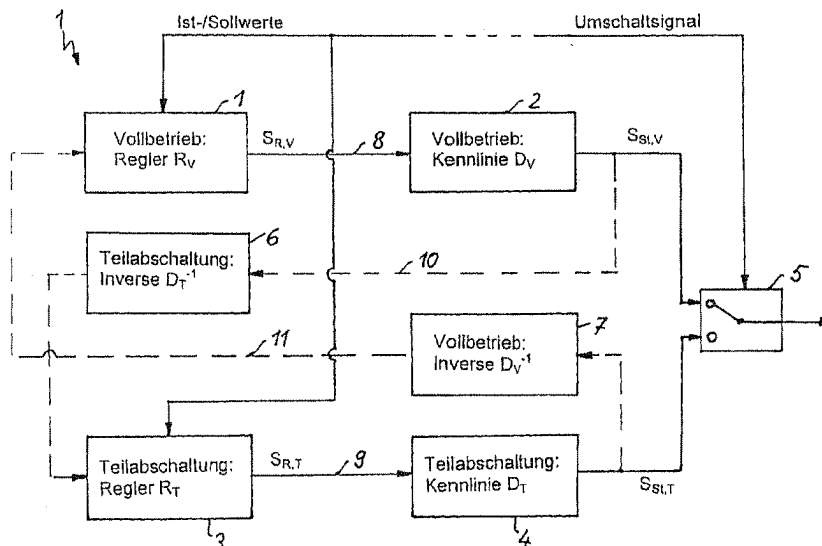 1
Ist-/Sollwerte
Umschaltsignal
1
2
Vollbetrieb:
Regler R_V
S_R,V
8
Vollbetrieb:
Kennlinie D_V
S_St,V
6
Teilabschaltung:
Inverse D_T^-1
10
5
7
11
Vollbetrieb:
Inverse D_V^-1
Teilabschaltung:
Regler R_T
S_R,T
9
Teilabschaltung:
Kennlinie D_T
S_St,T
3
4